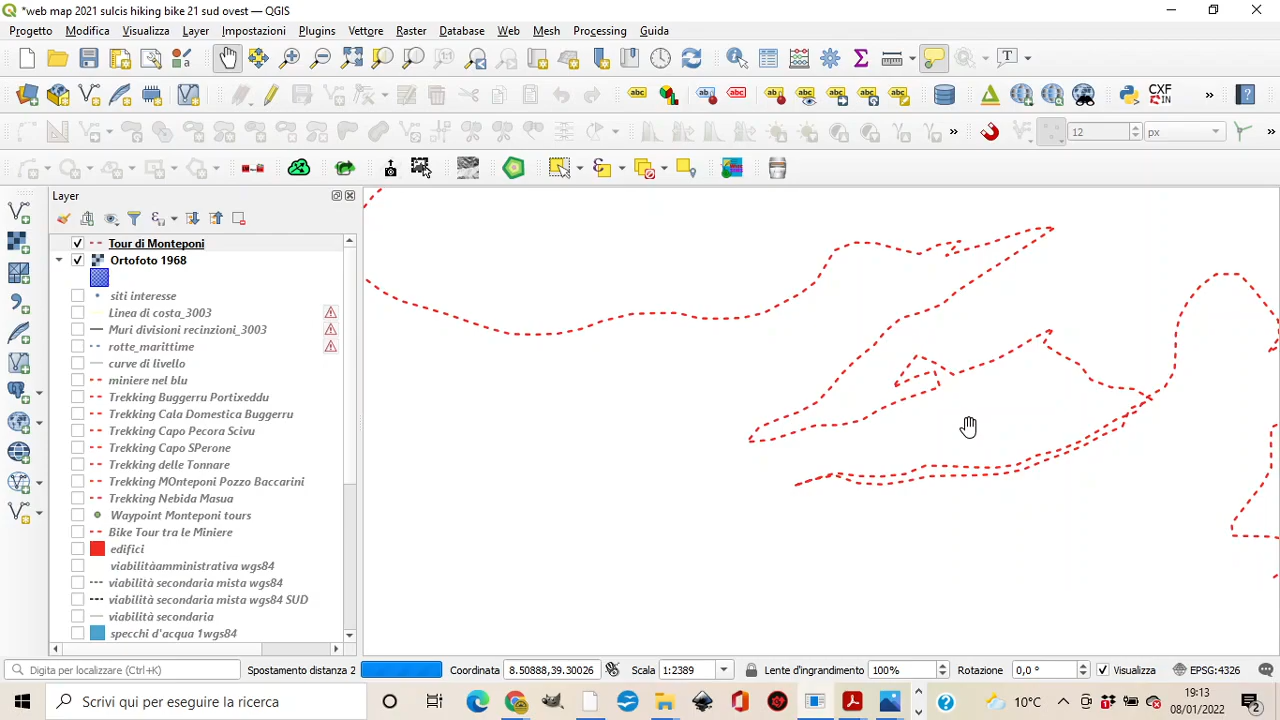 *web map 2021 sulcis hiking bike 21 sud ovest — QGIS
Progetto Modifica Visualizza Layer Impostazioni Plugins Vettore Raster Database Web Mesh Processing Guida
12 px
Layer
Tour di Monteponi
Ortofoto 1968
siti interesse
Linea di costa_3003
Muri divisioni recinzioni_3003
rotte_marittime
curve di livello
miniere nel blu
Trekking Buggerru Portixeddu
Trekking Cala Domestica Buggerru
Trekking Capo Pecora Scivu
Trekking Capo SPerone
Trekking delle Tonnare
Trekking MOnteponi Pozzo Baccarini
Trekking Nebida Masua
Waypoint Monteponi tours
Bike Tour tra le Miniere
edifici
viabilitàamministrativa wgs84
viabilità secondaria mista wgs84
viabilità secondaria mista wgs84 SUD
viabilità secondaria
specchi d'acqua 1wgs84
Digita per localizzare (Ctrl+K) Spostamento distanza 2 Coordinata 8.50888,39.30026 Scala 1:2389 Lente d'ingrandimento 100% Rotazione 0,0 ° Visualizza EPSG:4326
Scrivi qui per eseguire la ricerca 10°C 08/01/2022 2